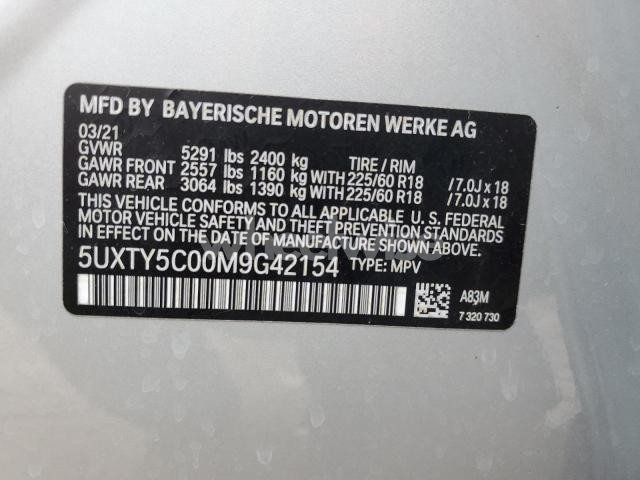 MFD BY BAYERISCHE MOTOREN WERKE AG
03/21
GVWR 5291 lbs 2400 kg TIRE / RIM
GAWR FRONT 2557 lbs 1160 kg WITH 225/60 R18 / 7.0J x 18
GAWR REAR 3064 lbs 1390 kg WITH 225/60 R18 / 7.0J x 18
THIS VEHICLE CONFORMS TO ALL APPLICABLE U. S. FEDERAL
MOTOR VEHICLE SAFETY AND THEFT PREVENTION STANDARDS
IN EFFECT ON THE DATE OF MANUFACTURE SHOWN ABOVE.
5UXTY5C00M9G42154 TYPE: MPV
A83M
7 320 730